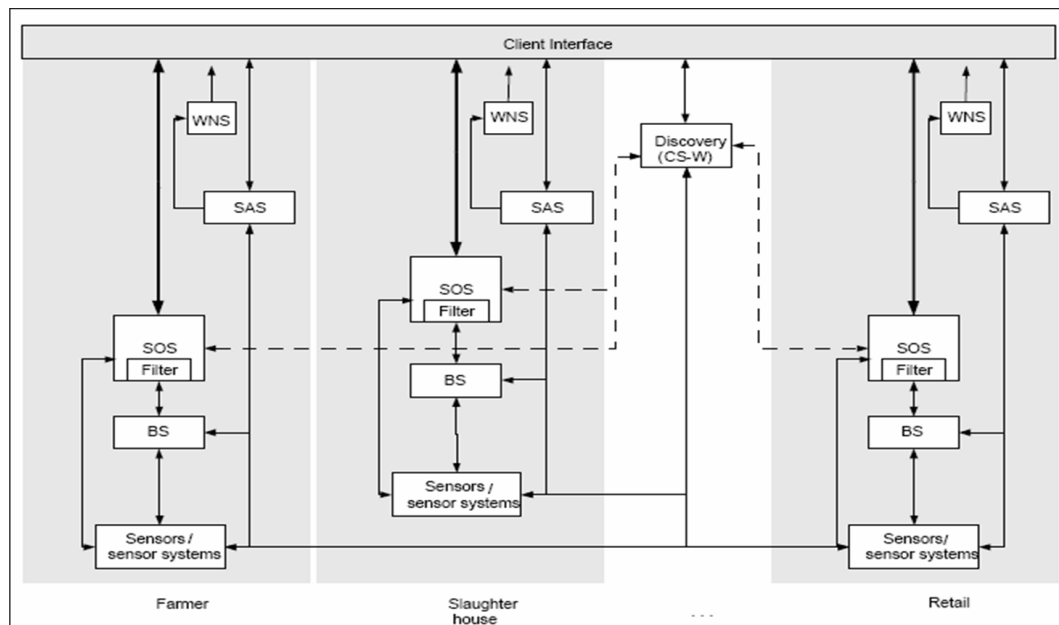 Client Interface
WNS
SAS
SOS
Filter
BS
Sensors /
sensor systems
WNS
SAS
SOS
Filter
BS
Sensors /
sensor systems
Discovery
(CS-W)
WNS
SAS
SOS
Filter
BS
Sensors/
sensor systems
Farmer
Slaughter
house
...
Retail